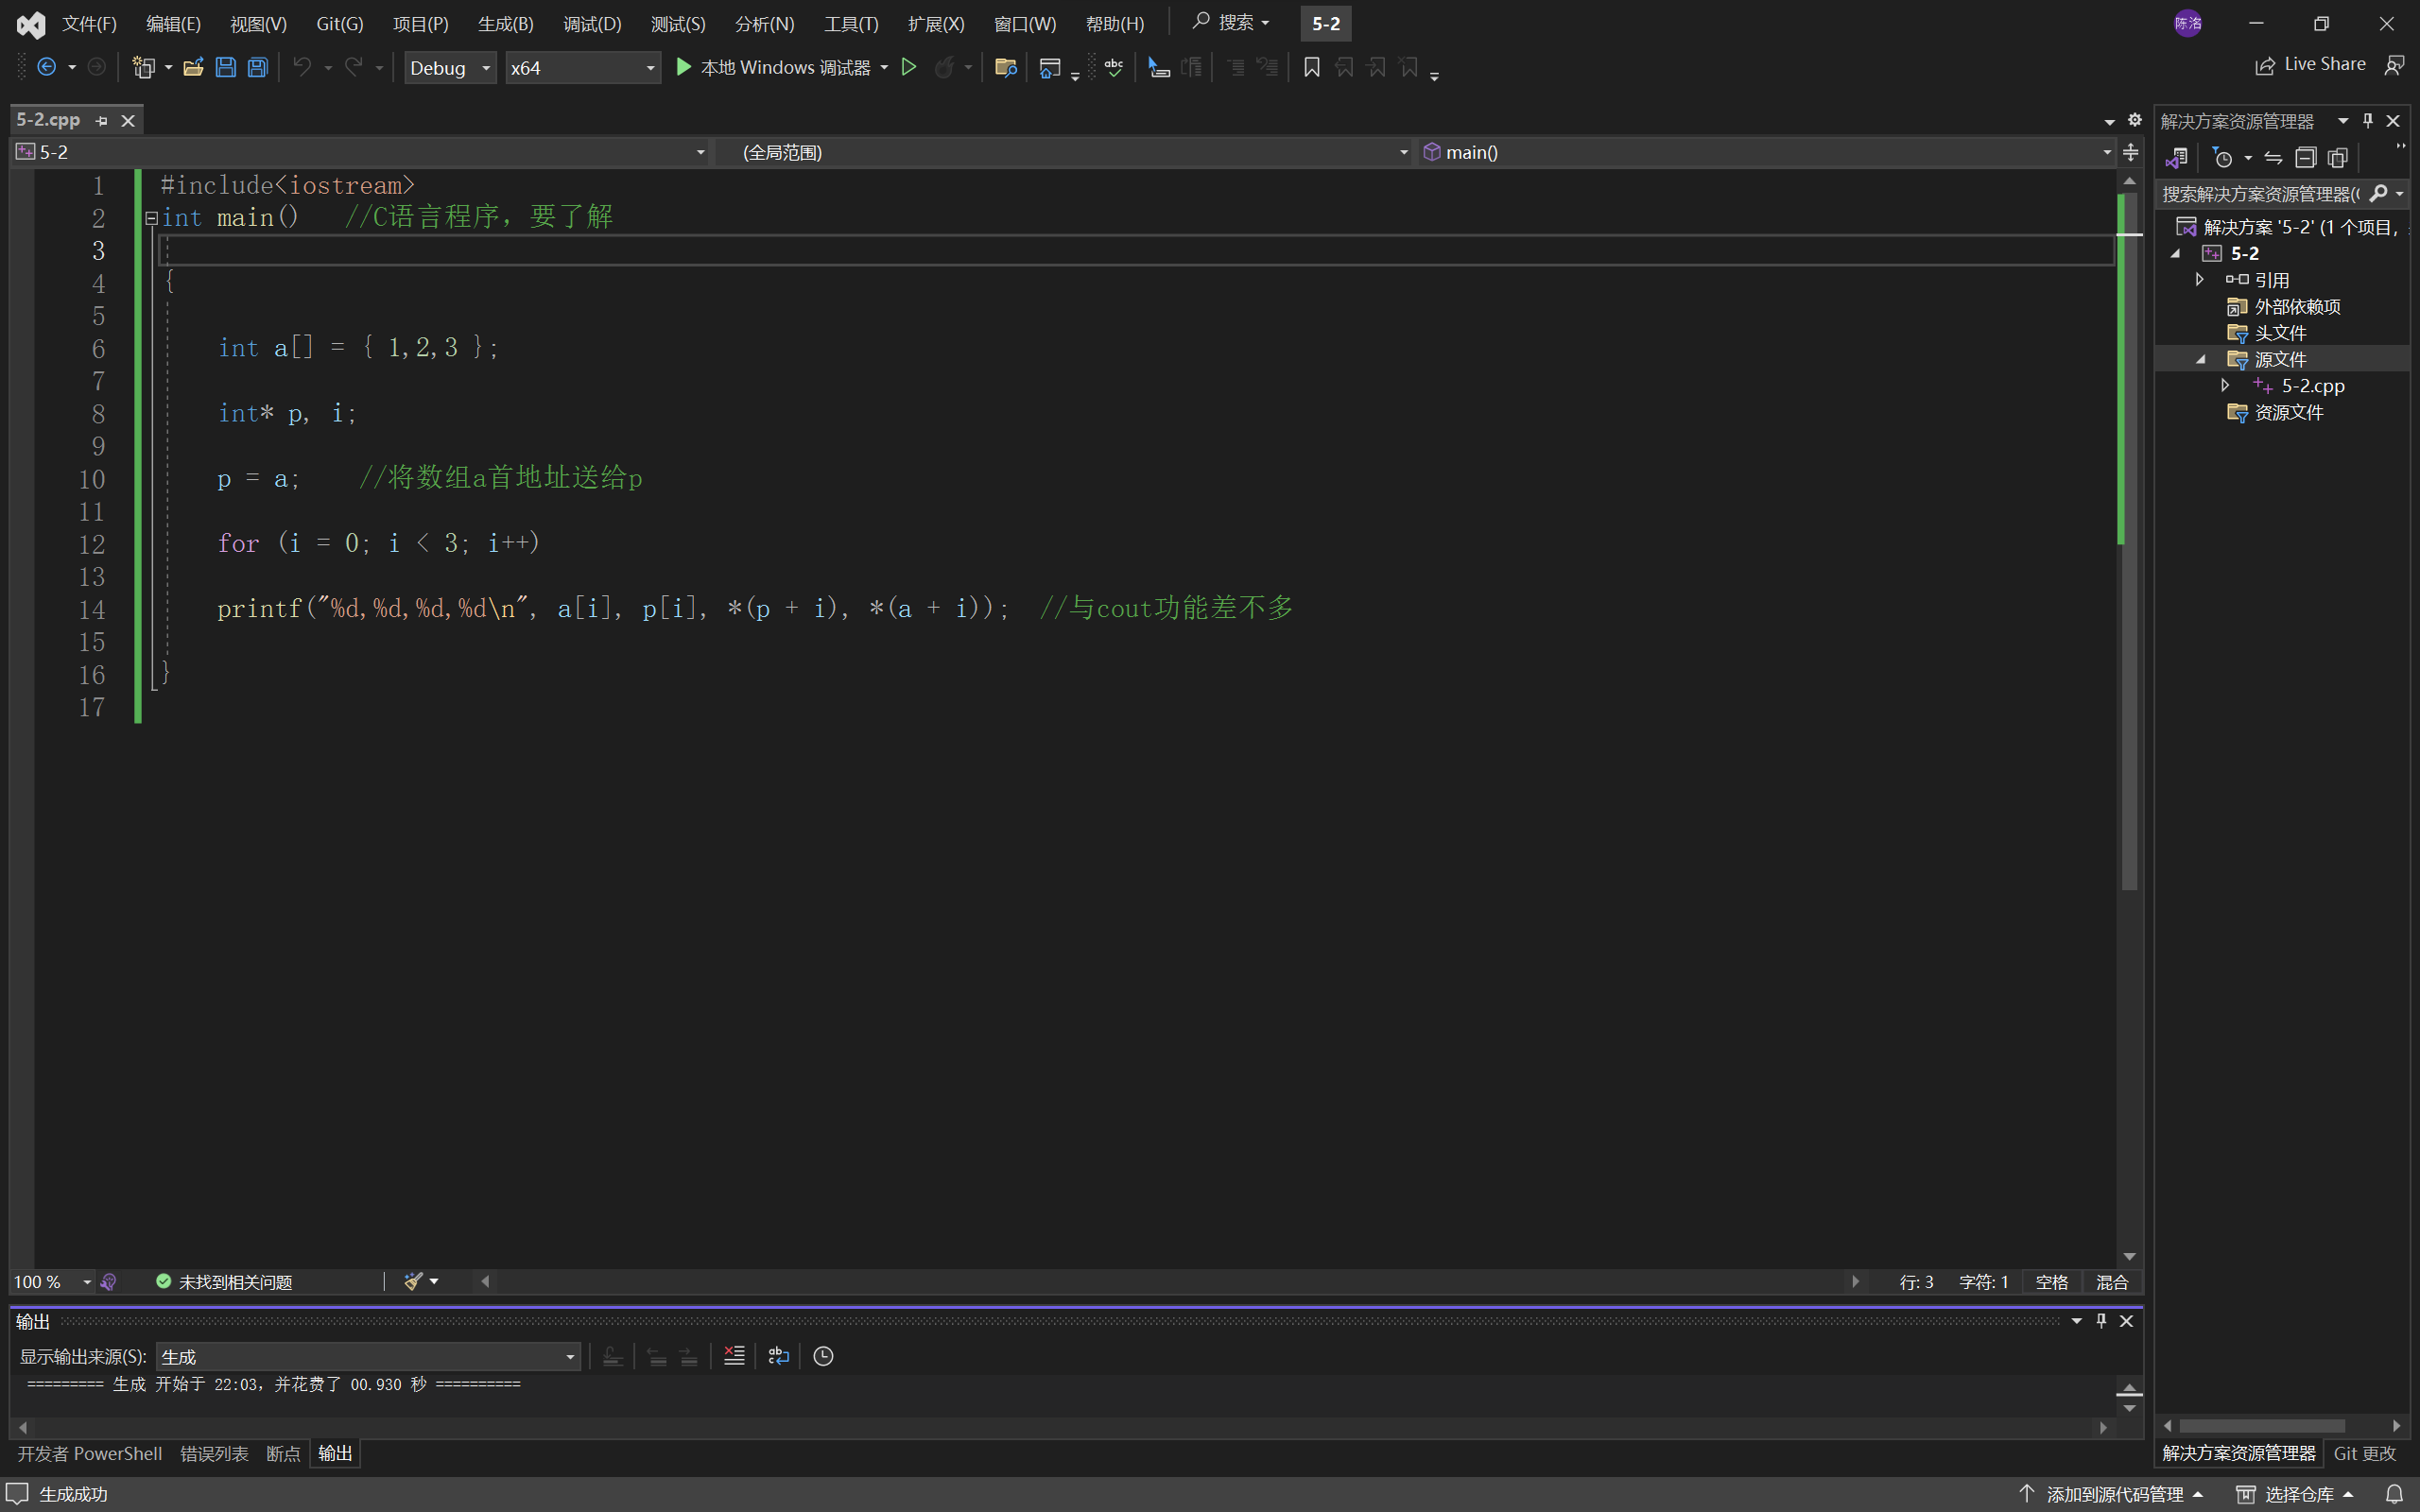 文件(F) 编辑(E) 视图(V) Git(G) 项目(P) 生成(B) 调试(D) 测试(S) 分析(N) 工具(T) 扩展(X) 窗口(W) 帮助(H) 搜索 5-2 陈洛
Debug x64 本地 Windows 调试器 Live Share
5-2.cpp
5-2 (全局范围) main()
1 #include<iostream>
2 int main()   //C语言程序，要了解
3
4 {
5
6     int a[] = { 1,2,3 };
7
8     int* p, i;
9
10     p = a;    //将数组a首地址送给p
11
12     for (i = 0; i < 3; i++)
13
14     printf("%d,%d,%d,%d\n", a[i], p[i], *(p + i), *(a + i));  //与cout功能差不多
15
16 }
17
100 % 未找到相关问题 行: 3 字符: 1 空格 混合
输出
显示输出来源(S): 生成
========= 生成 开始于 22:03，并花费了 00.930 秒 ==========
开发者 PowerShell 错误列表 断点 输出
解决方案资源管理器
搜索解决方案资源管理器(
解决方案 '5-2' (1 个项目，
5-2
引用
外部依赖项
头文件
源文件
5-2.cpp
资源文件
解决方案资源管理器 Git 更改
生成成功 添加到源代码管理 选择仓库